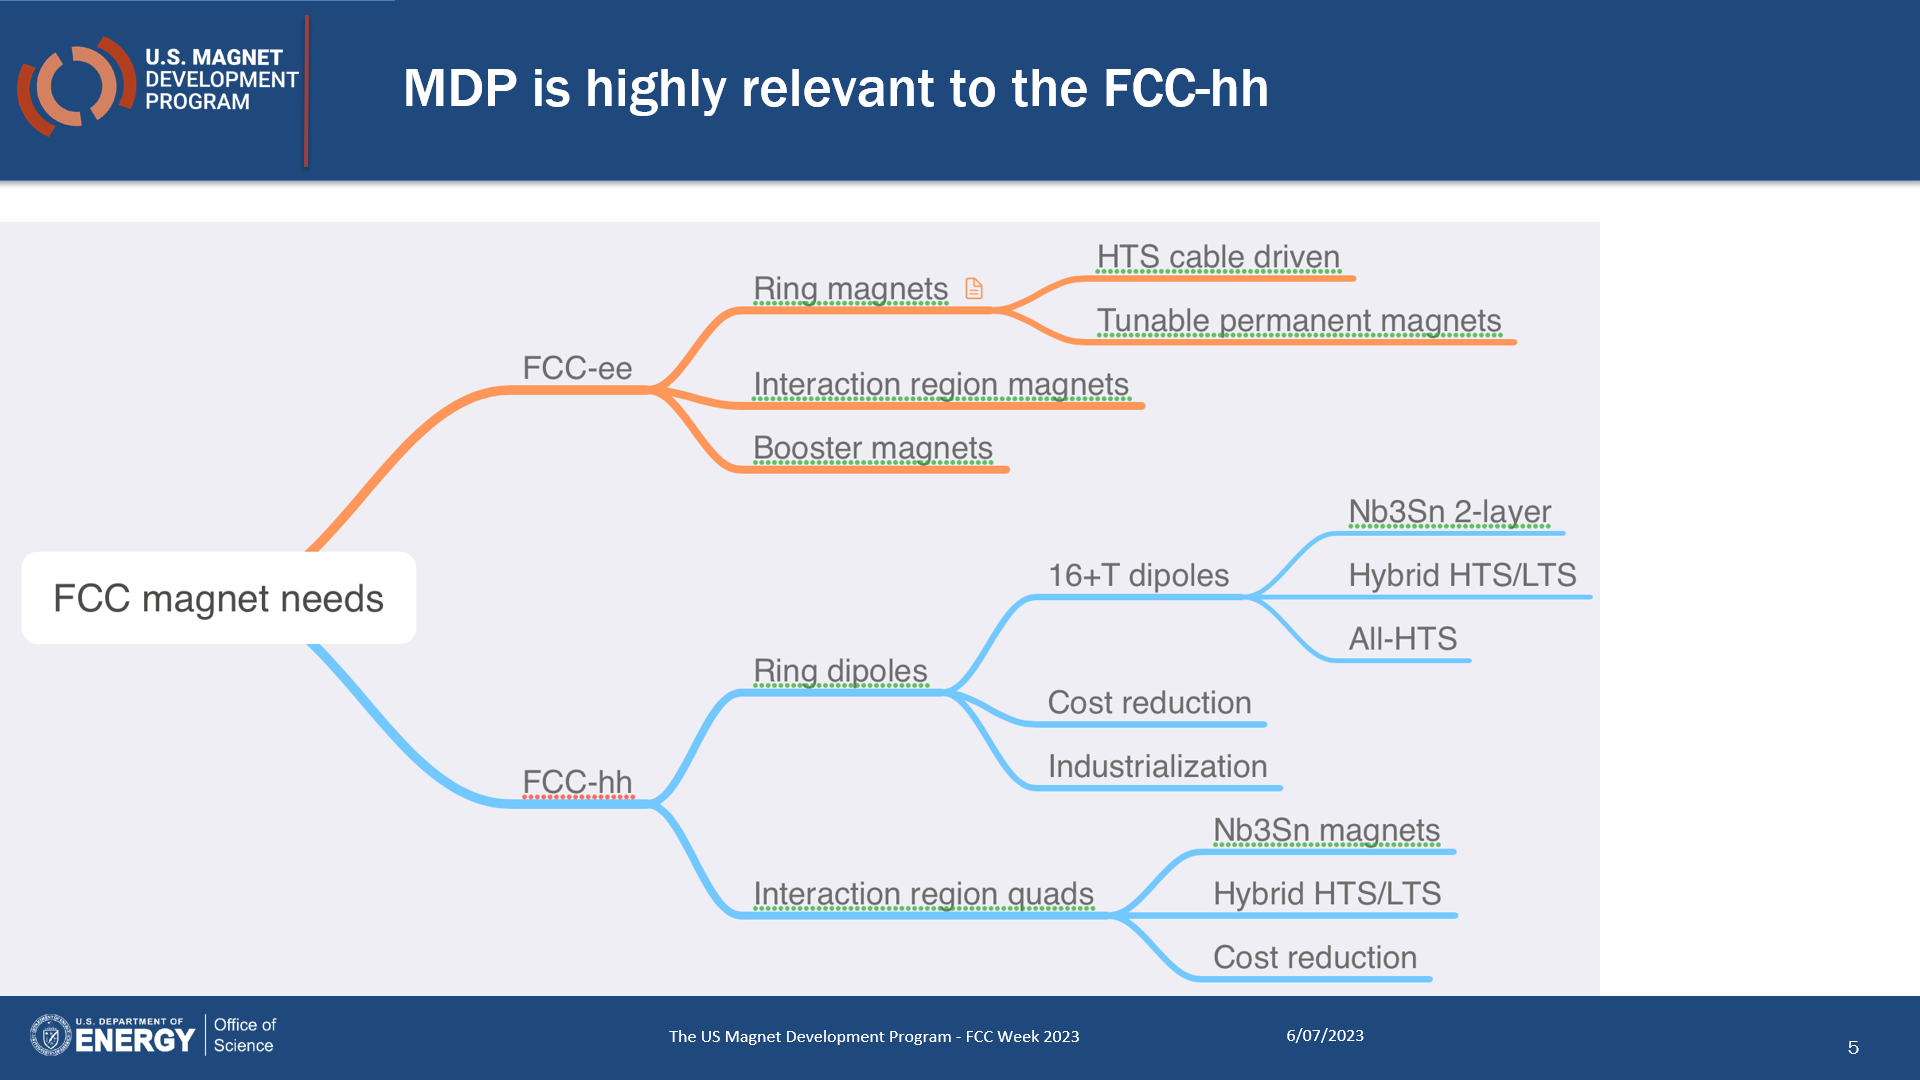 U.S. MAGNET
DEVELOPMENT
PROGRAM
MDP is highly relevant to the FCC-hh
FCC magnet needs
FCC-ee
Ring magnets
HTS cable driven
Tunable permanent magnets
Interaction region magnets
Booster magnets
FCC-hh
Ring dipoles
16+T dipoles
Nb3Sn 2-layer
Hybrid HTS/LTS
All-HTS
Cost reduction
Industrialization
Interaction region quads
Nb3Sn magnets
Hybrid HTS/LTS
Cost reduction
U.S. DEPARTMENT OF
ENERGY
Office of
Science
The US Magnet Development Program - FCC Week 2023
6/07/2023
5